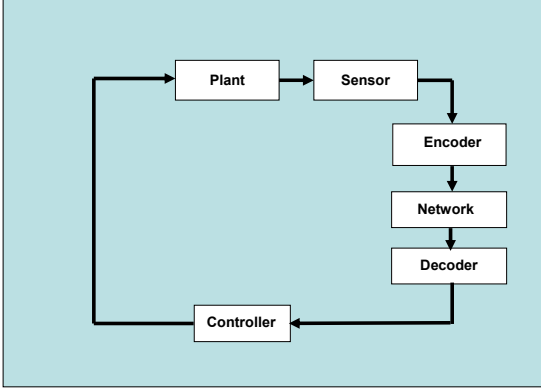 Plant
Sensor
Encoder
Network
Decoder
Controller